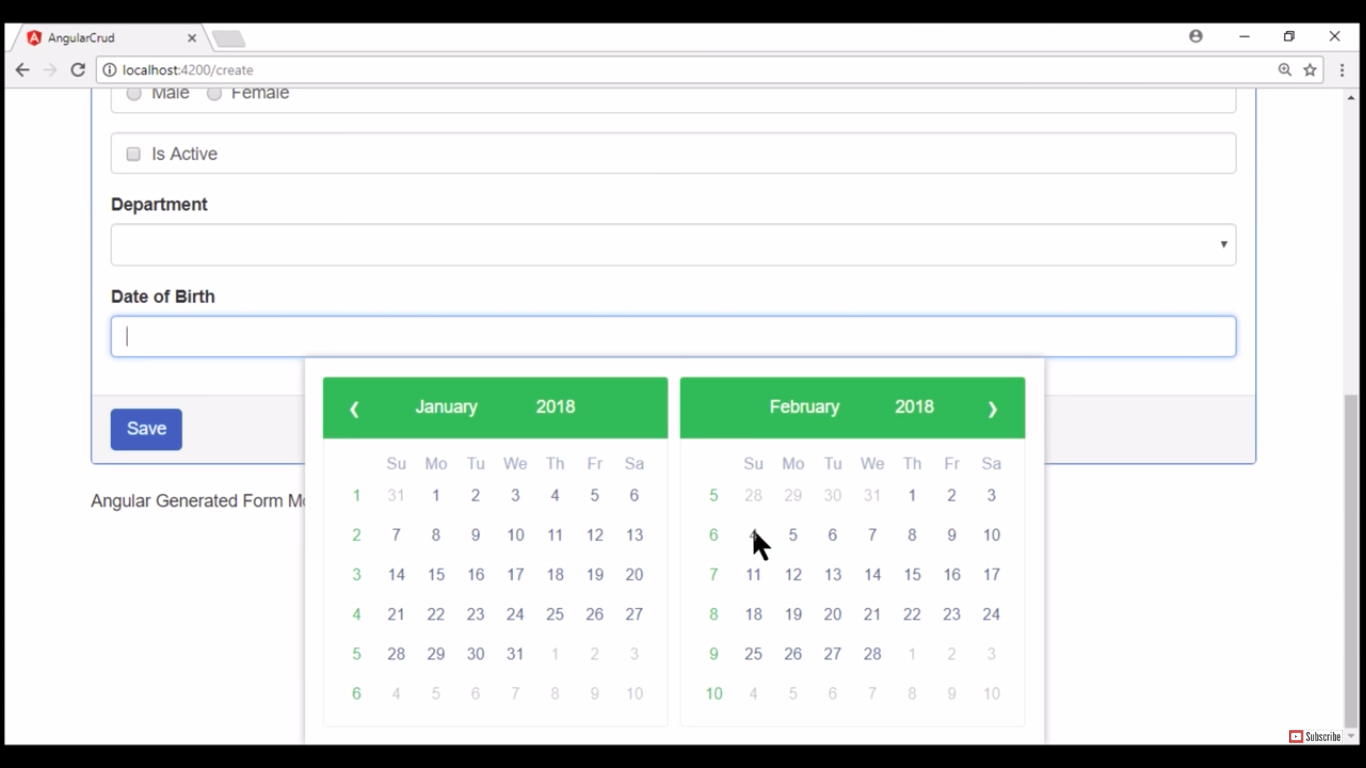 AngularCrud
localhost:4200/create
Male Female
Is Active
Department
Date of Birth
January 2018 February 2018
Su Mo Tu We Th Fr Sa Su Mo Tu We Th Fr Sa
1 31 1 2 3 4 5 6 5 28 29 30 31 1 2 3
2 7 8 9 10 11 12 13 6 5 6 7 8 9 10
3 14 15 16 17 18 19 20 7 11 12 13 14 15 16 17
4 21 22 23 24 25 26 27 8 18 19 20 21 22 23 24
5 28 29 30 31 1 2 3 9 25 26 27 28 1 2 3
6 4 5 6 7 8 9 10 10 4 5 6 7 8 9 10
Save
Angular Generated Form
Subscribe